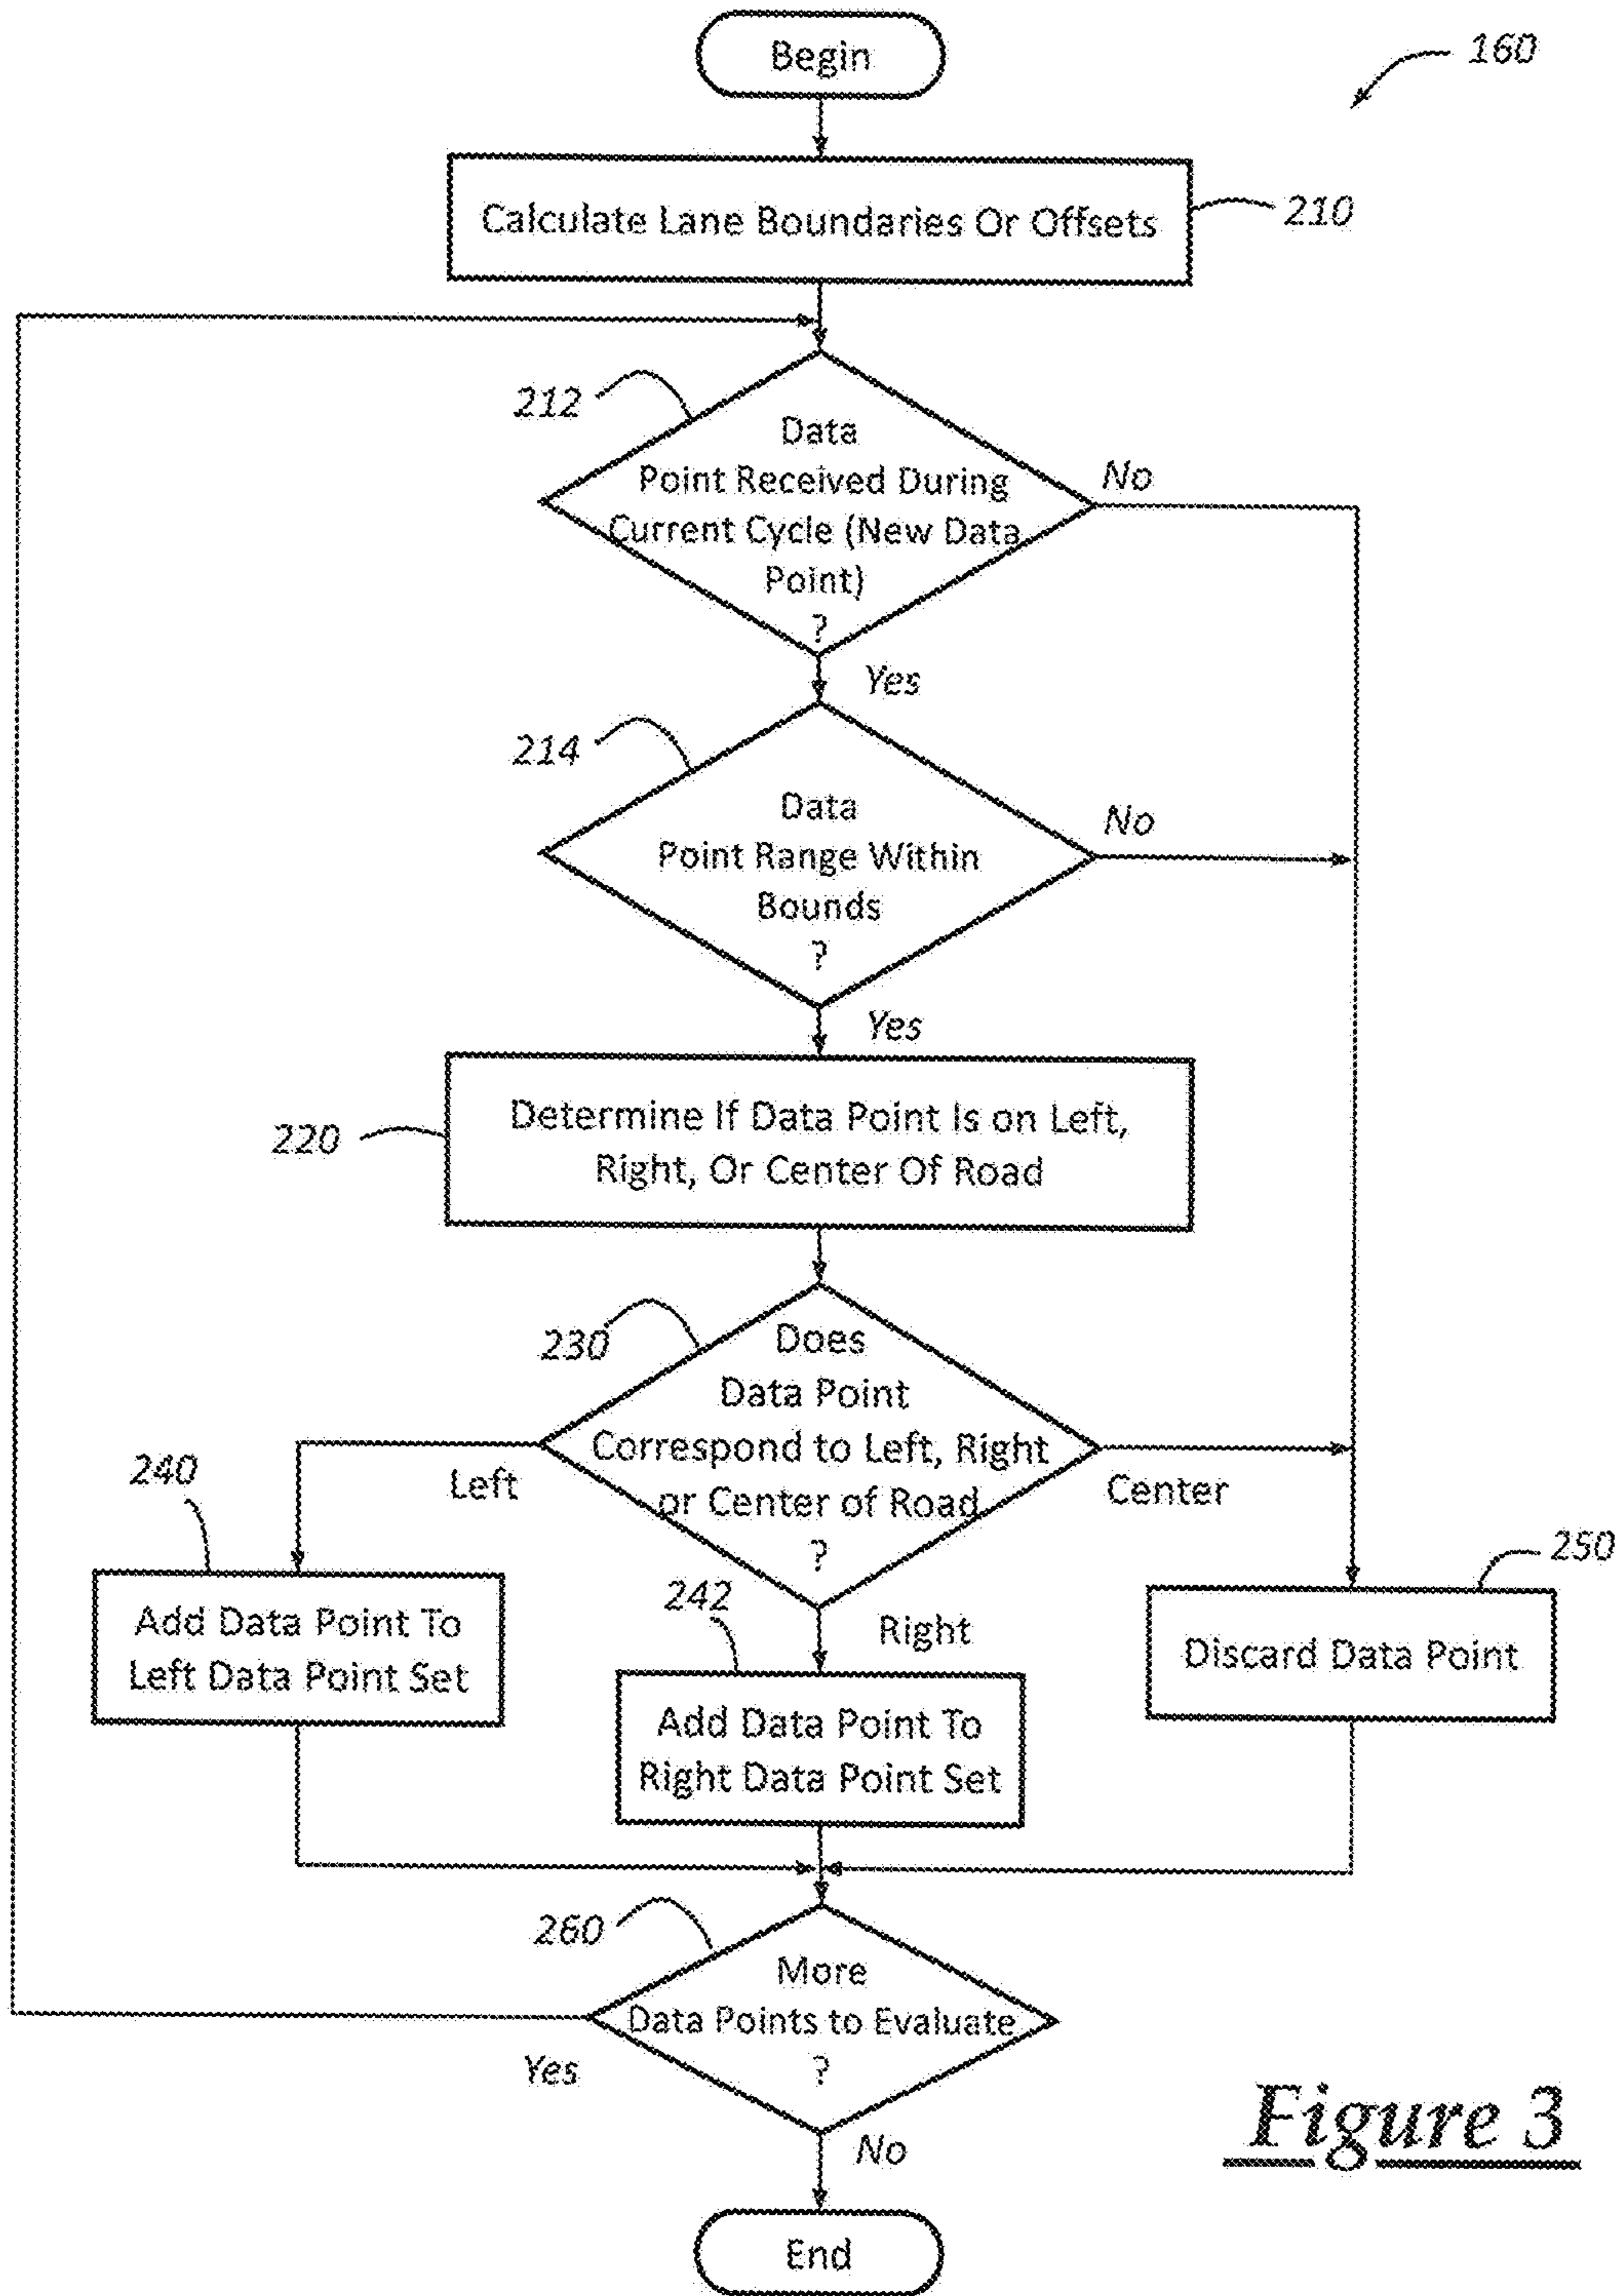 Begin
160
Calculate Lane Boundaries Or Offsets
210
212
Data
Point Received During
Current Cycle (New Data
Point)
?
No
Yes
214
Data
Point Range Within
Bounds
?
No
Yes
220
Determine If Data Point Is on Left,
Right, Or Center Of Road
230
Does
Data Point
Correspond to Left, Right
or Center of Road
?
Left
Center
Right
240
Add Data Point To
Left Data Point Set
242
Add Data Point To
Right Data Point Set
250
Discard Data Point
260
More
Data Points to Evaluate
?
Yes
No
End
Figure 3